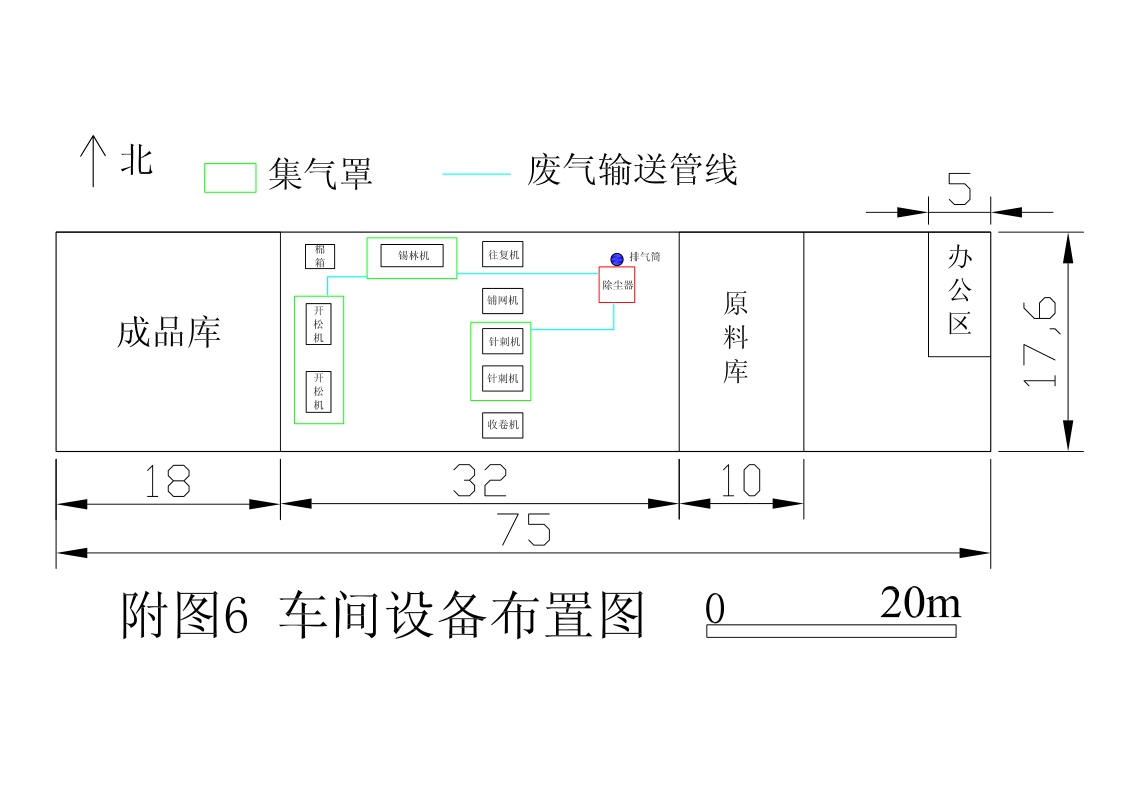 北
集气罩
废气输送管线
5
成品库
棉箱
锡林机
往复机
排气筒
除尘器
开松机
铺网机
针刺机
针刺机
开松机
收卷机
原料库
办公区
17,6
18
32
10
75
附图6 车间设备布置图
0
20m